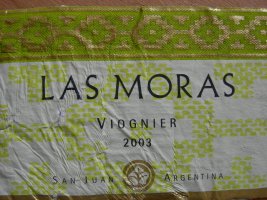 LAS MORAS
VIOGNIER
2003
SAN JUAN ARGENTINA